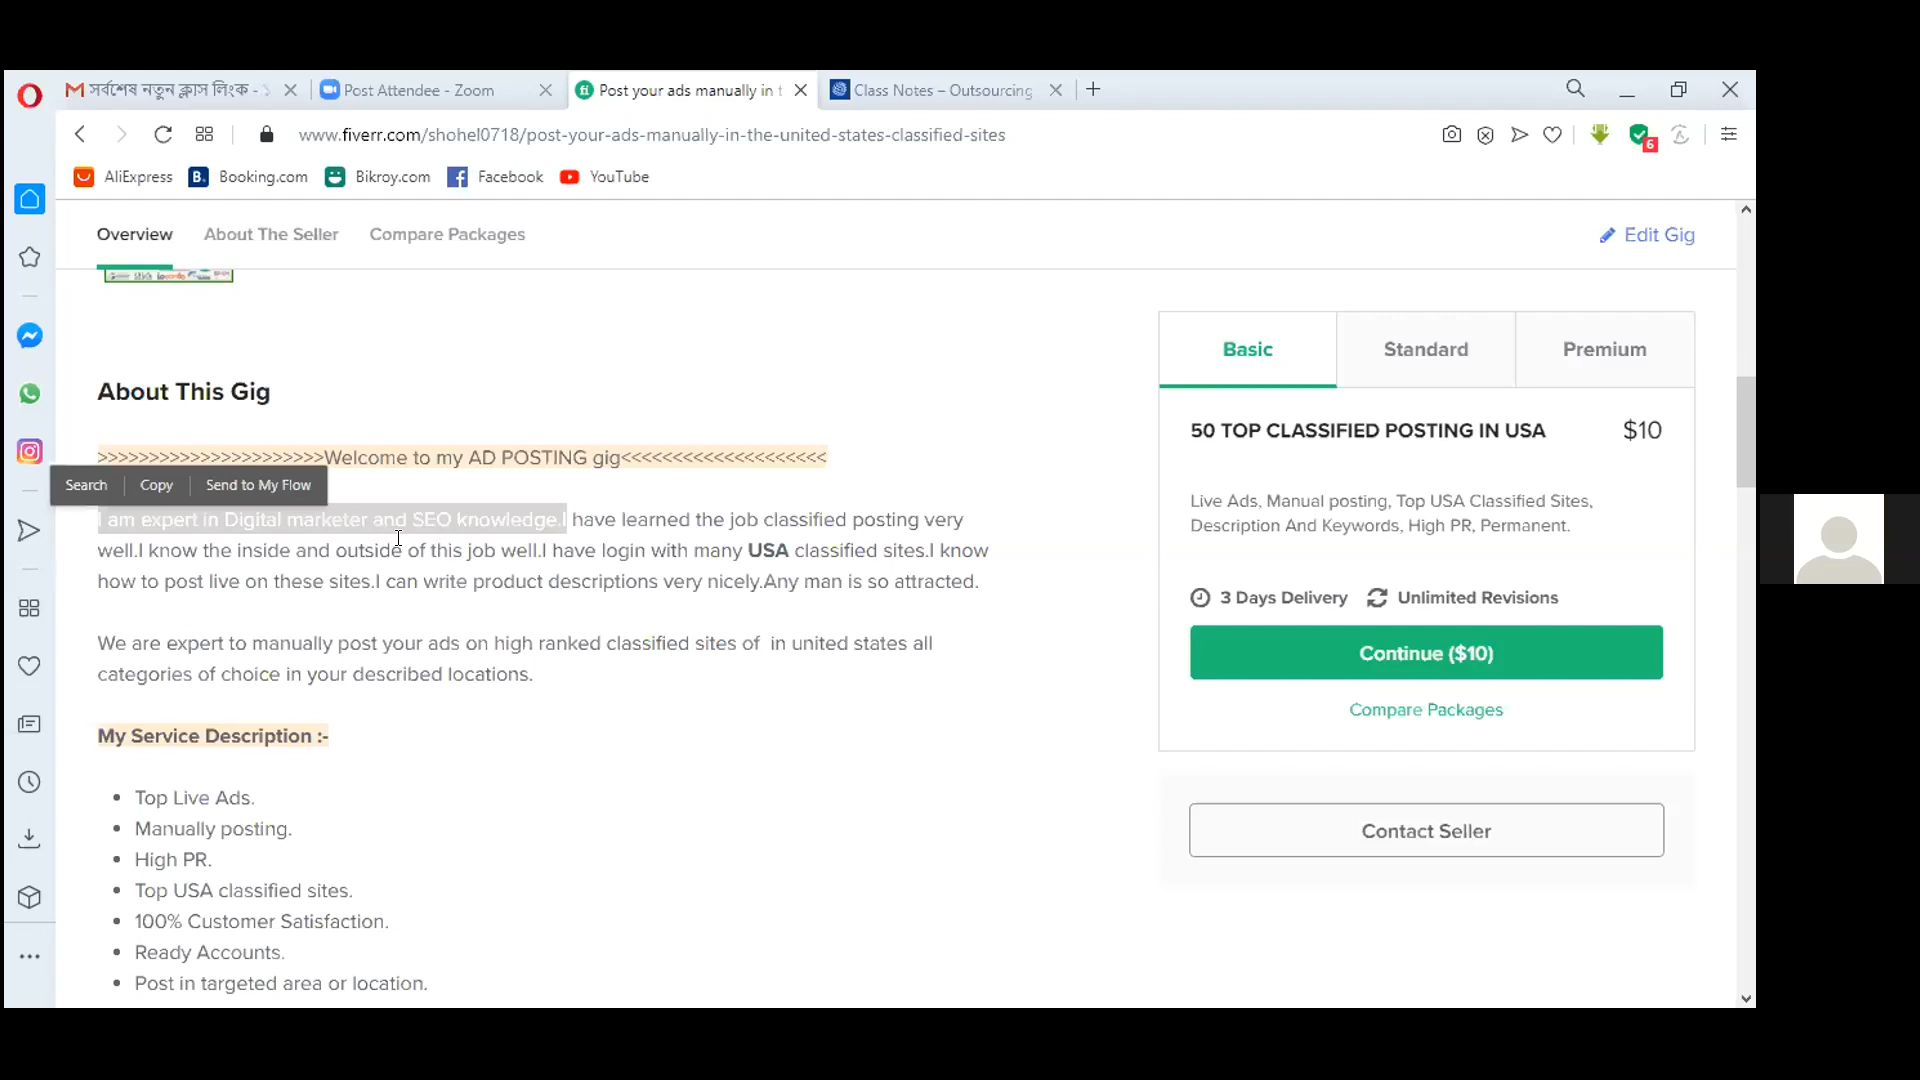 সর্বশেষ নতুন ক্লাস লিংক -
Post Attendee - Zoom
Post your ads manually in t
Class Notes – Outsourcing
www.fiverr.com/shohel0718/post-your-ads-manually-in-the-united-states-classified-sites
6
AliExpress
B. Booking.com
Bikroy.com
Facebook
YouTube
Overview
About The Seller
Compare Packages
Edit Gig
About This Gig
>>>>>>>>>>>>>>>>>>>>>>Welcome to my AD POSTING gig<<<<<<<<<<<<<<<<<<<<
Search
Copy
Send to My Flow
I am expert in Digital marketer and SEO knowledge.I have learned the job classified posting very
well.I know the inside and outside of this job well.I have login with many USA classified sites.I know
how to post live on these sites.I can write product descriptions very nicely.Any man is so attracted.
We are expert to manually post your ads on high ranked classified sites of  in united states all
categories of choice in your described locations.
My Service Description :-
Top Live Ads.
Manually posting.
High PR.
Top USA classified sites.
100% Customer Satisfaction.
Ready Accounts.
Post in targeted area or location.
Basic
Standard
Premium
50 TOP CLASSIFIED POSTING IN USA
$10
Live Ads, Manual posting, Top USA Classified Sites,
Description And Keywords, High PR, Permanent.
3 Days Delivery
Unlimited Revisions
Continue ($10)
Compare Packages
Contact Seller